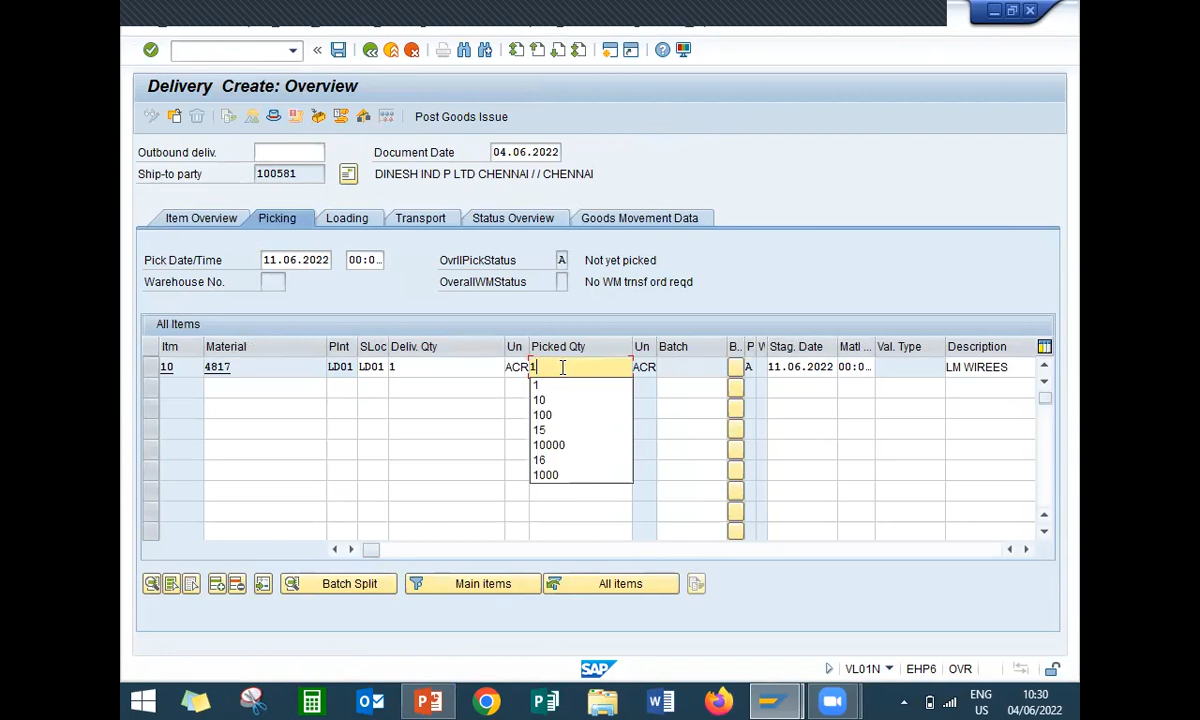 «
Delivery Create: Overview
Post Goods Issue
Outbound deliv.
Document Date 04.06.2022
Ship-to party 100581 DINESH IND P LTD CHENNAI / / CHENNAI
Item Overview Picking Loading Transport Status Overview Goods Movement Data
Pick Date/Time 11.06.2022 00:0... OvrllPickStatus A Not yet picked
Warehouse No. OverallWMStatus No WM trnsf ord reqd
All Items
Itm Material Plnt SLoc Deliv. Qty Un Picked Qty Un Batch B.. P W Stag. Date Matl ... Val. Type Description
10 4817 LD01 LD01 1 ACR 1 ACR A 11.06.2022 00:0... LM WIREES
1
10
100
15
10000
16
1000
Batch Split Main items All items
SAP VL01N EHP6 OVR
ENG 10:30
US 04/06/2022